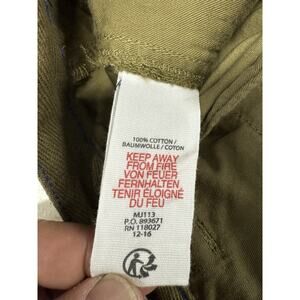 100% COTTON /
BAUMWOLLE / COTON
KEEP AWAY
FROM FIRE
VON FEUER
FERNHALTEN
TENIR ÉLOIGNÉ
DU FEU
MJ113
P.O. 893671
RN 118027
12-16